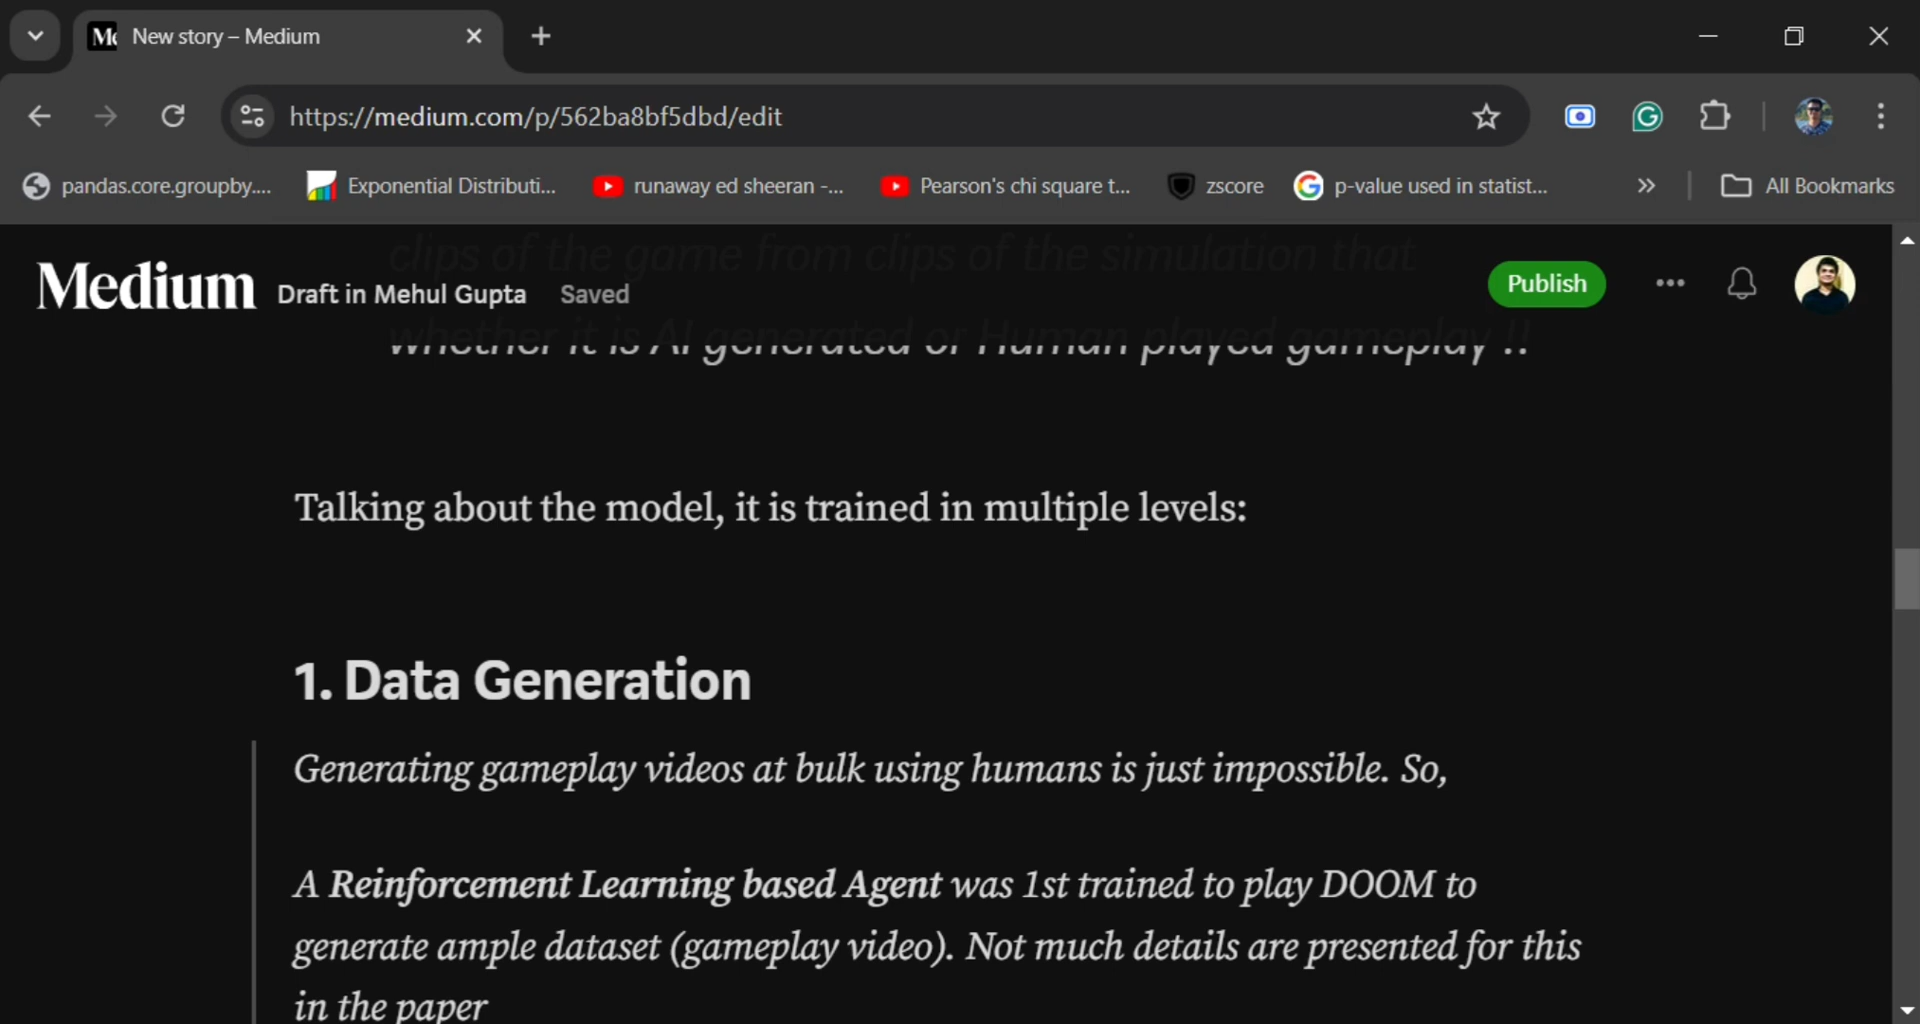 New story – Medium
https://medium.com/p/562ba8bf5dbd/edit
pandas.core.groupby....
Exponential Distributi...
runaway ed sheeran -...
Pearson's chi square t...
zscore
p-value used in statist...
All Bookmarks
clips of the game from clips of the simulation that
Medium
Draft in Mehul Gupta
Saved
Publish
whether it is AI generated or Human played gameplay !!
Talking about the model, it is trained in multiple levels:
1. Data Generation
Generating gameplay videos at bulk using humans is just impossible. So,
A Reinforcement Learning based Agent was 1st trained to play DOOM to
generate ample dataset (gameplay video). Not much details are presented for this
in the paper